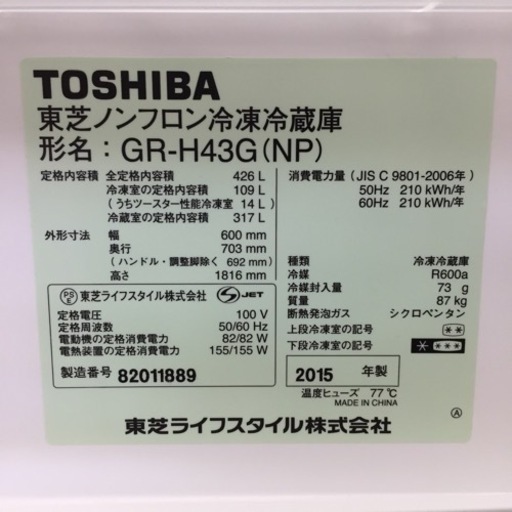 TOSHIBA
東芝ノンフロン冷凍冷蔵庫
形名：GR-H43G(NP)
定格内容積 全定格内容積 426 L
冷凍室の定格内容積 109 L
(うちツースター性能冷凍室 14 L)
冷蔵室の定格内容積 317 L
外形寸法 幅 600 mm
奥行 703 mm
(ハンドル・調整脚除く 692 mm)
高さ 1816 mm
消費電力量 (JIS C 9801-2006年)
50Hz 210 kWh/年
60Hz 210 kWh/年
種類 冷凍冷蔵庫
冷媒 R600a
冷媒封入量 73 g
質量 87 kg
断熱発泡ガス シクロペンタン
上段冷凍室の記号 **
下段冷凍室の記号 * ***
PS E 東芝ライフスタイル株式会社 S JET
定格電圧 100 V
定格周波数 50/60 Hz
電動機の定格消費電力 82/82 W
電熱装置の定格消費電力 155/155 W
製造番号 82011889
2015 年製
温度ヒューズ 77℃
MADE IN CHINA
Ⓐ
東芝ライフスタイル株式会社